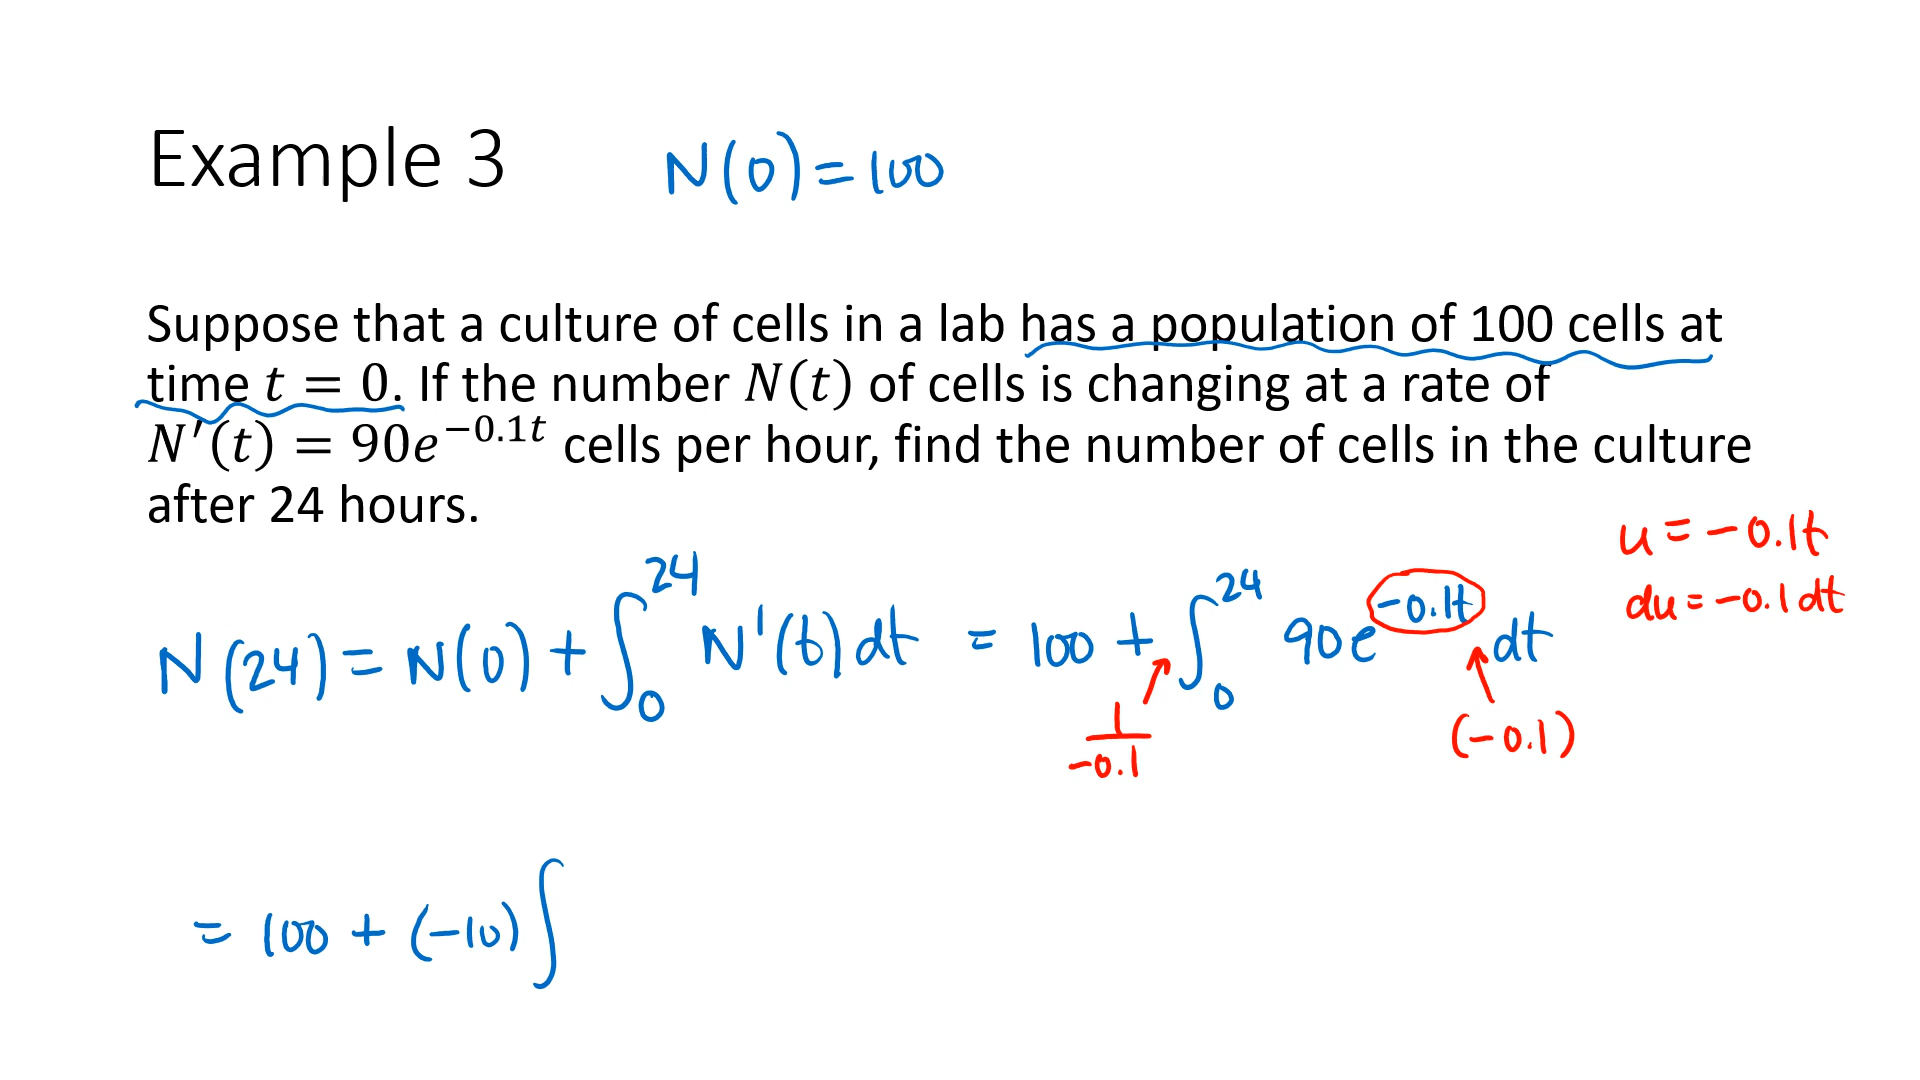 Example 3 N(0)=100
Suppose that a culture of cells in a lab has a population of 100 cells at
time t = 0. If the number N(t) of cells is changing at a rate of
N′(t) = 90e^{−0.1t} cells per hour, find the number of cells in the culture
after 24 hours.
u = −0.1t
du = −0.1 dt
N(24) = N(0) + ∫_0^{24} N'(t) dt = 100 + ∫_0^{24} 90e^{−0.1t} dt
1/−0.1 (−0.1)
= 100 + (−10) ∫